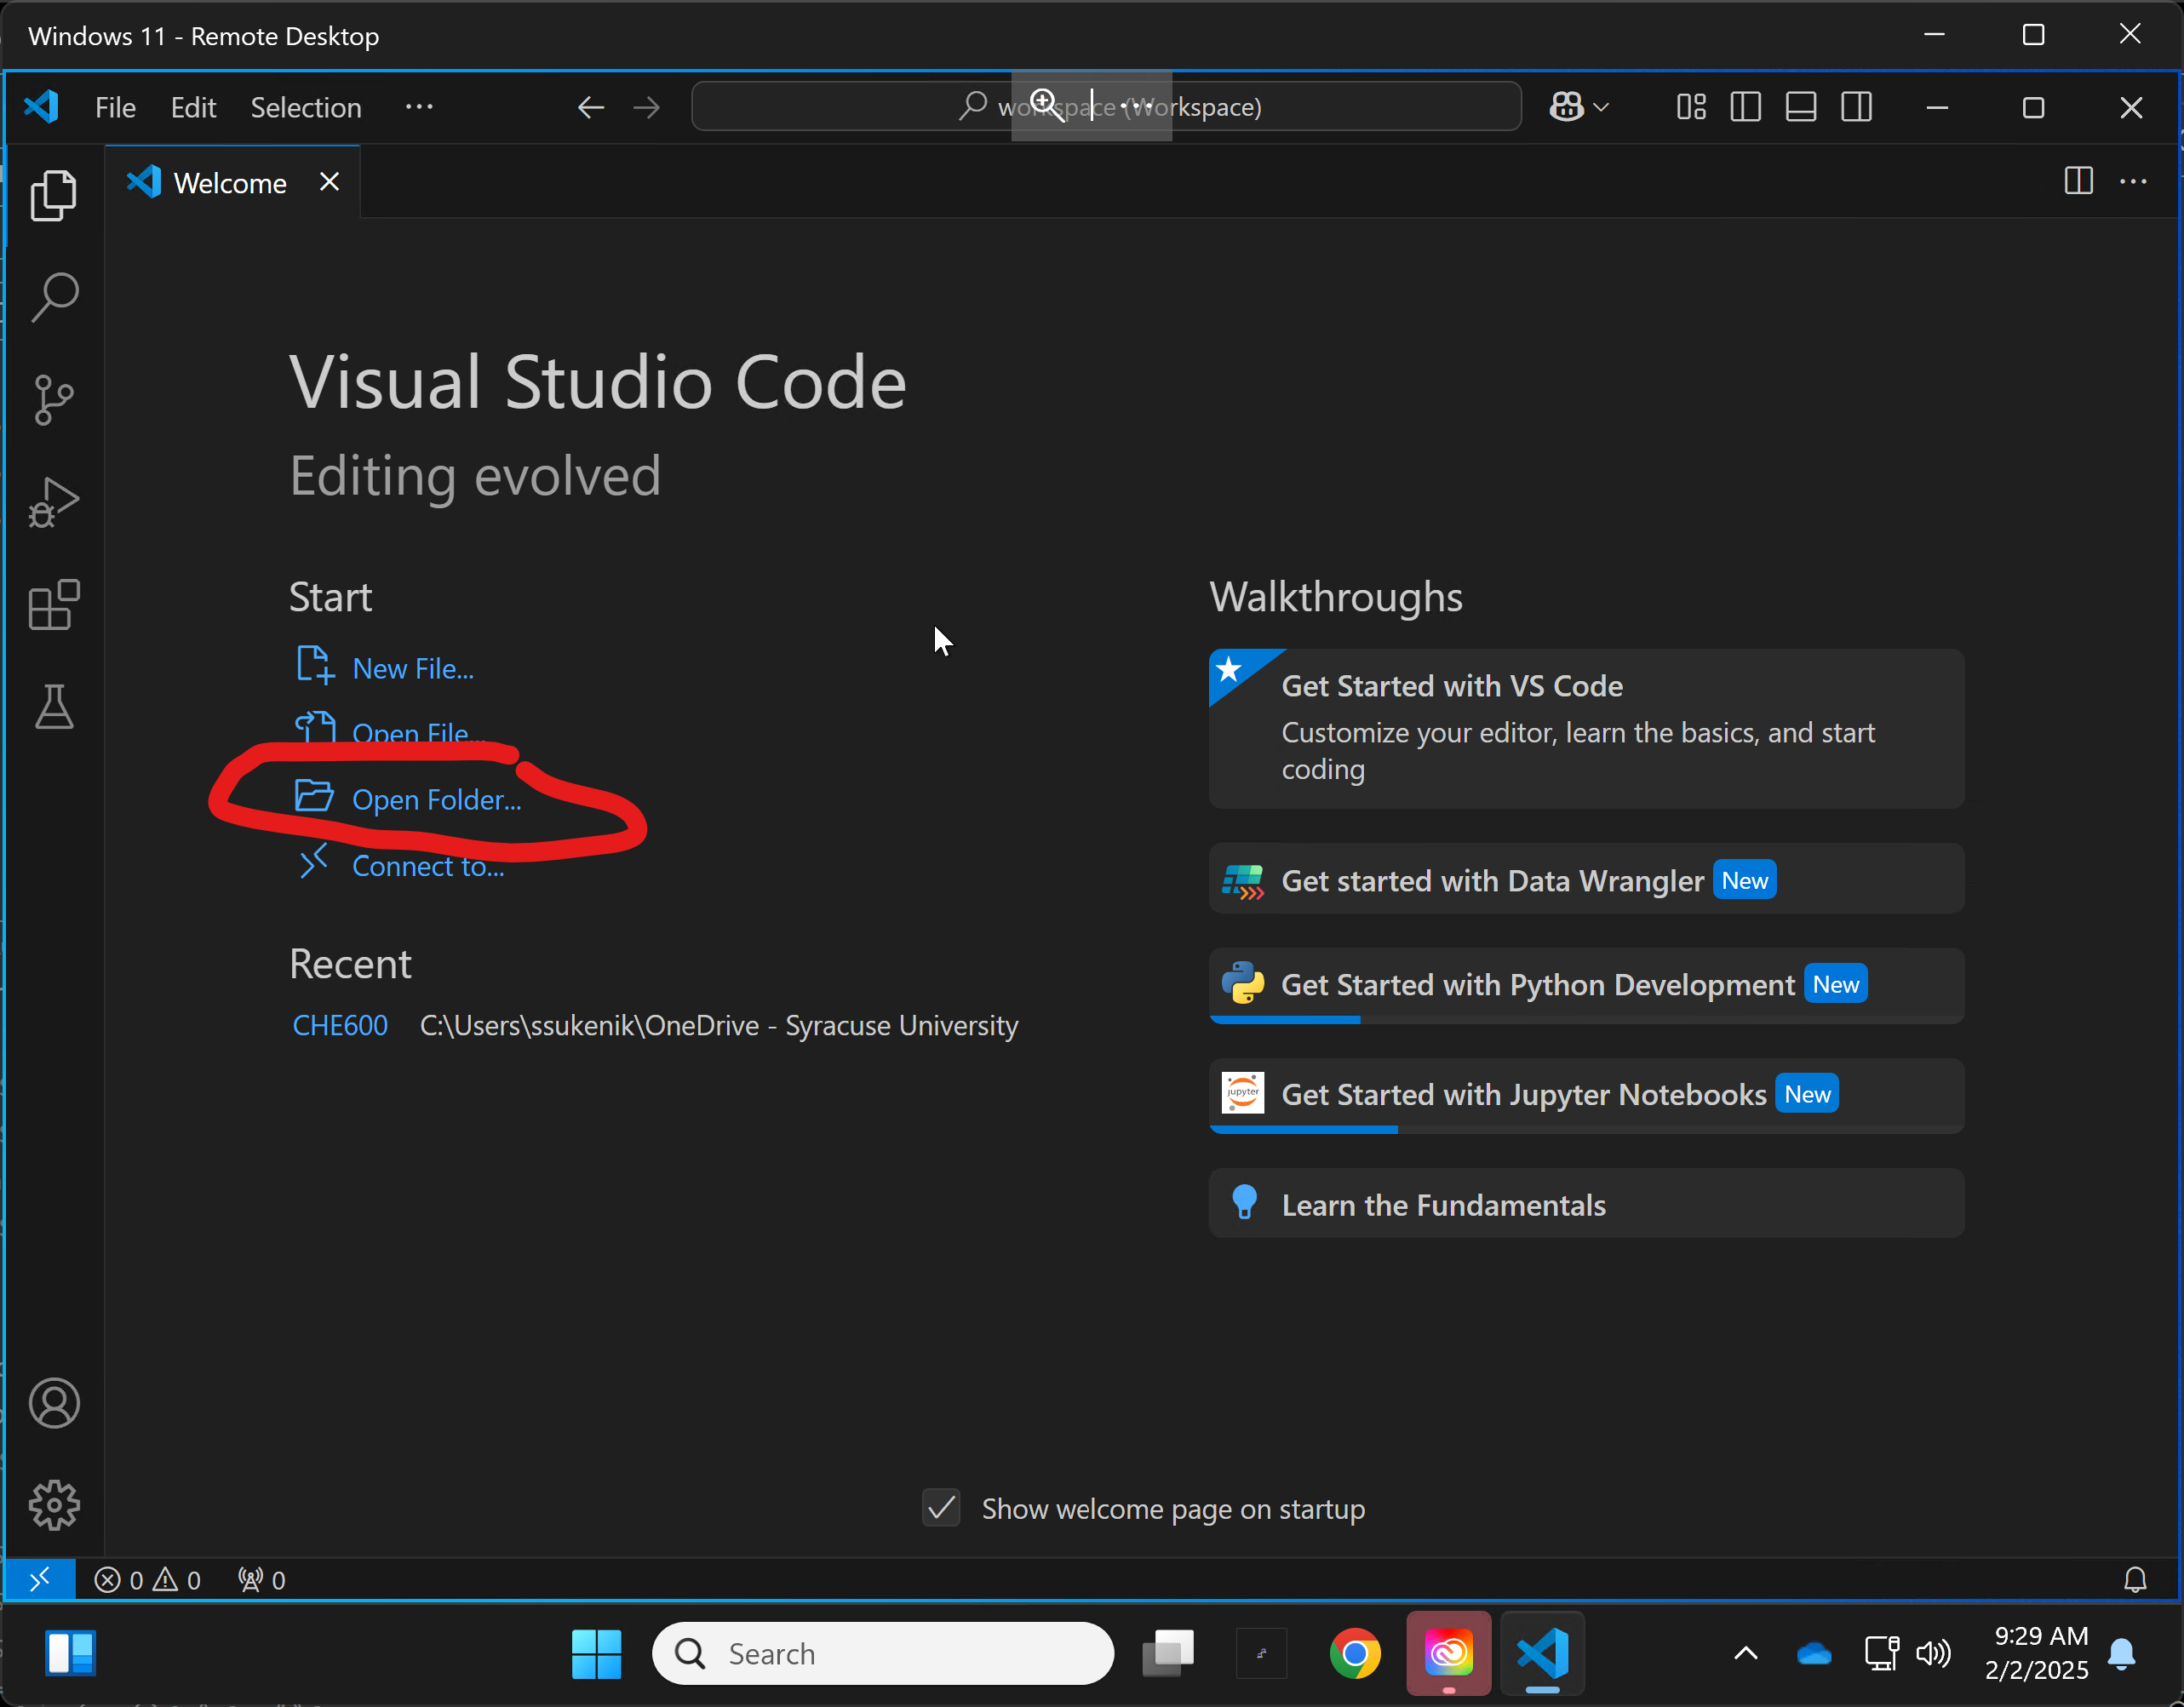 Windows 11 - Remote Desktop
File Edit Selection ··· workspace (Workspace)
Welcome
Visual Studio Code
Editing evolved
Start
New File...
Open File...
Open Folder...
Connect to...
Recent
CHE600 C:\Users\ssukenik\OneDrive - Syracuse University
Walkthroughs
Get Started with VS Code
Customize your editor, learn the basics, and start
coding
Get started with Data Wrangler New
Get Started with Python Development New
jupyter
Get Started with Jupyter Notebooks New
Learn the Fundamentals
Show welcome page on startup
0 0 0
Search
9:29 AM
2/2/2025